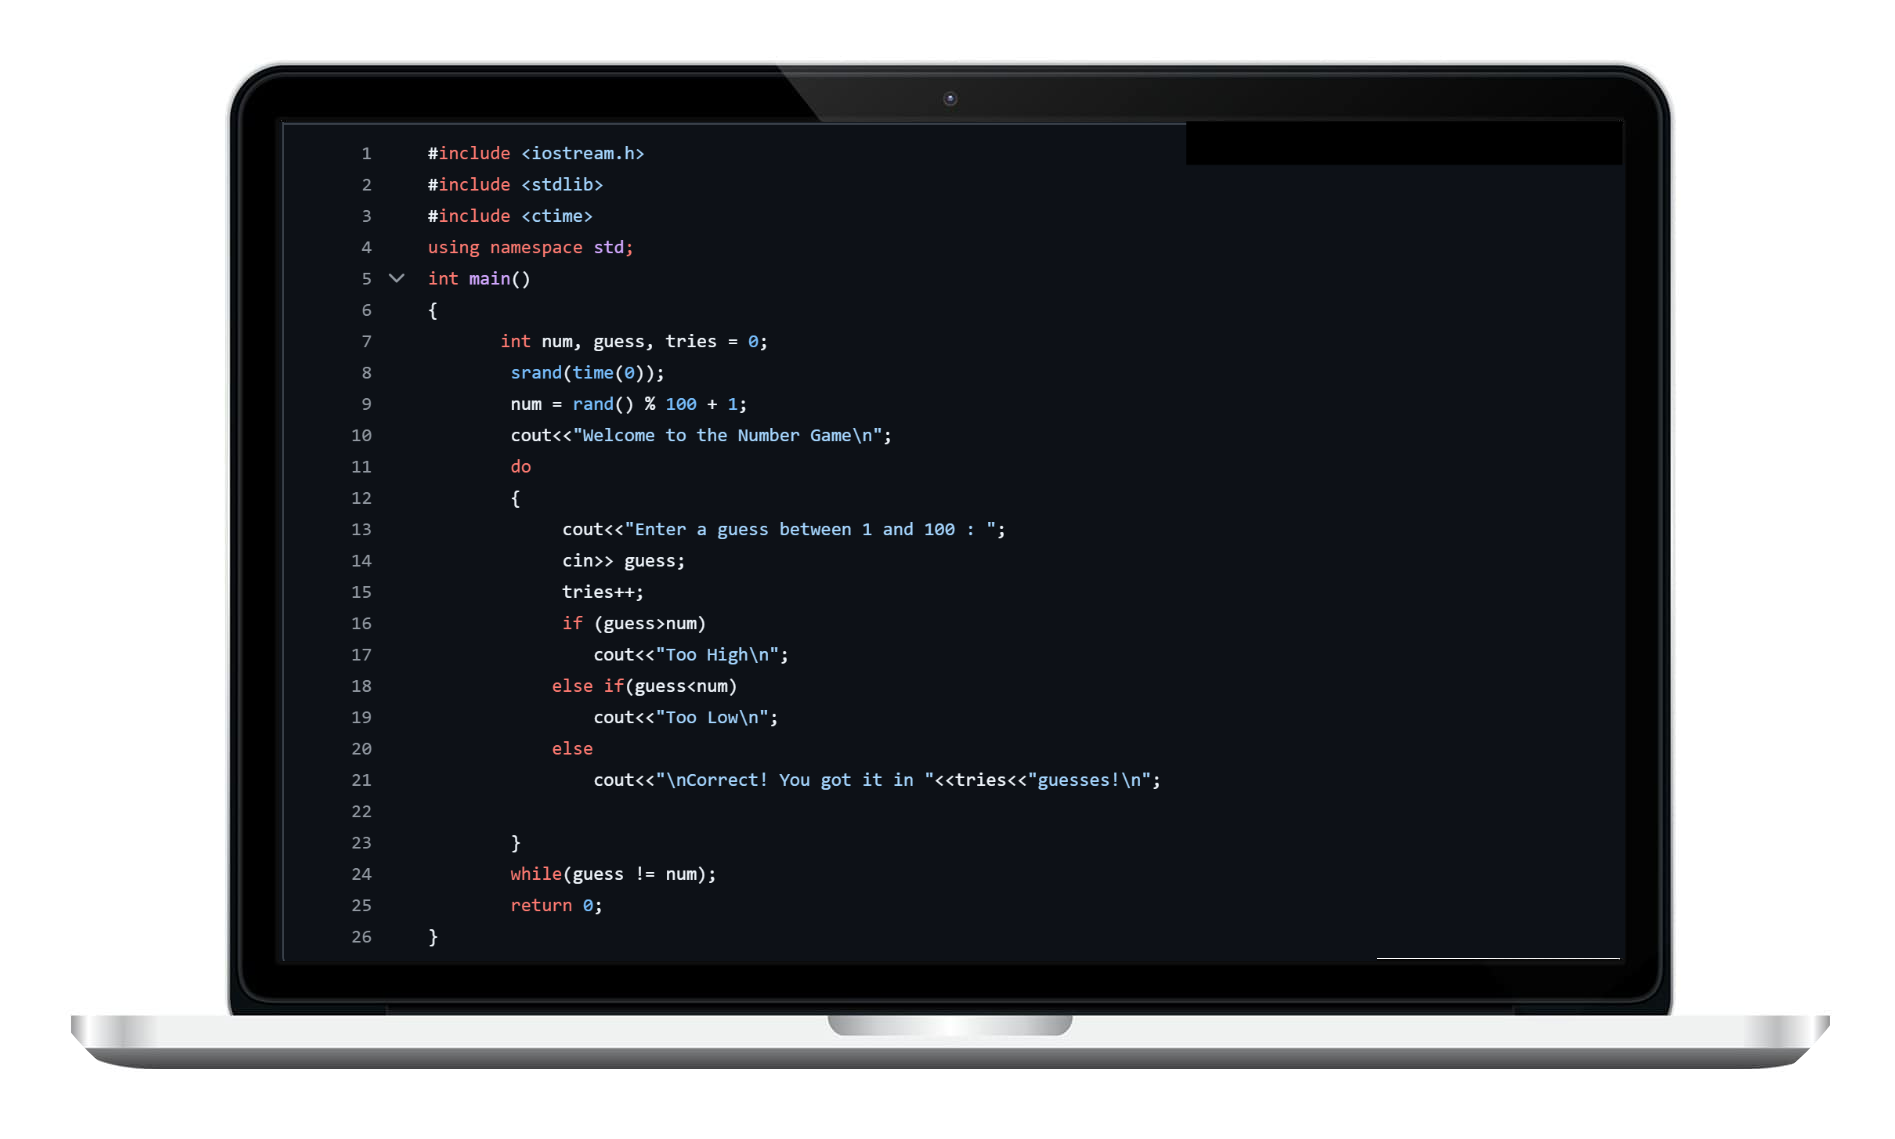 1 #include <iostream.h>
2 #include <stdlib>
3 #include <ctime>
4 using namespace std;
5 int main()
6 {
7 int num, guess, tries = 0;
8 srand(time(0));
9 num = rand() % 100 + 1;
10 cout<<"Welcome to the Number Game\n";
11 do
12 {
13 cout<<"Enter a guess between 1 and 100 : ";
14 cin>> guess;
15 tries++;
16 if (guess>num)
17 cout<<"Too High\n";
18 else if(guess<num)
19 cout<<"Too Low\n";
20 else
21 cout<<"\nCorrect! You got it in "<<tries<<"guesses!\n";
22
23 }
24 while(guess != num);
25 return 0;
26 }